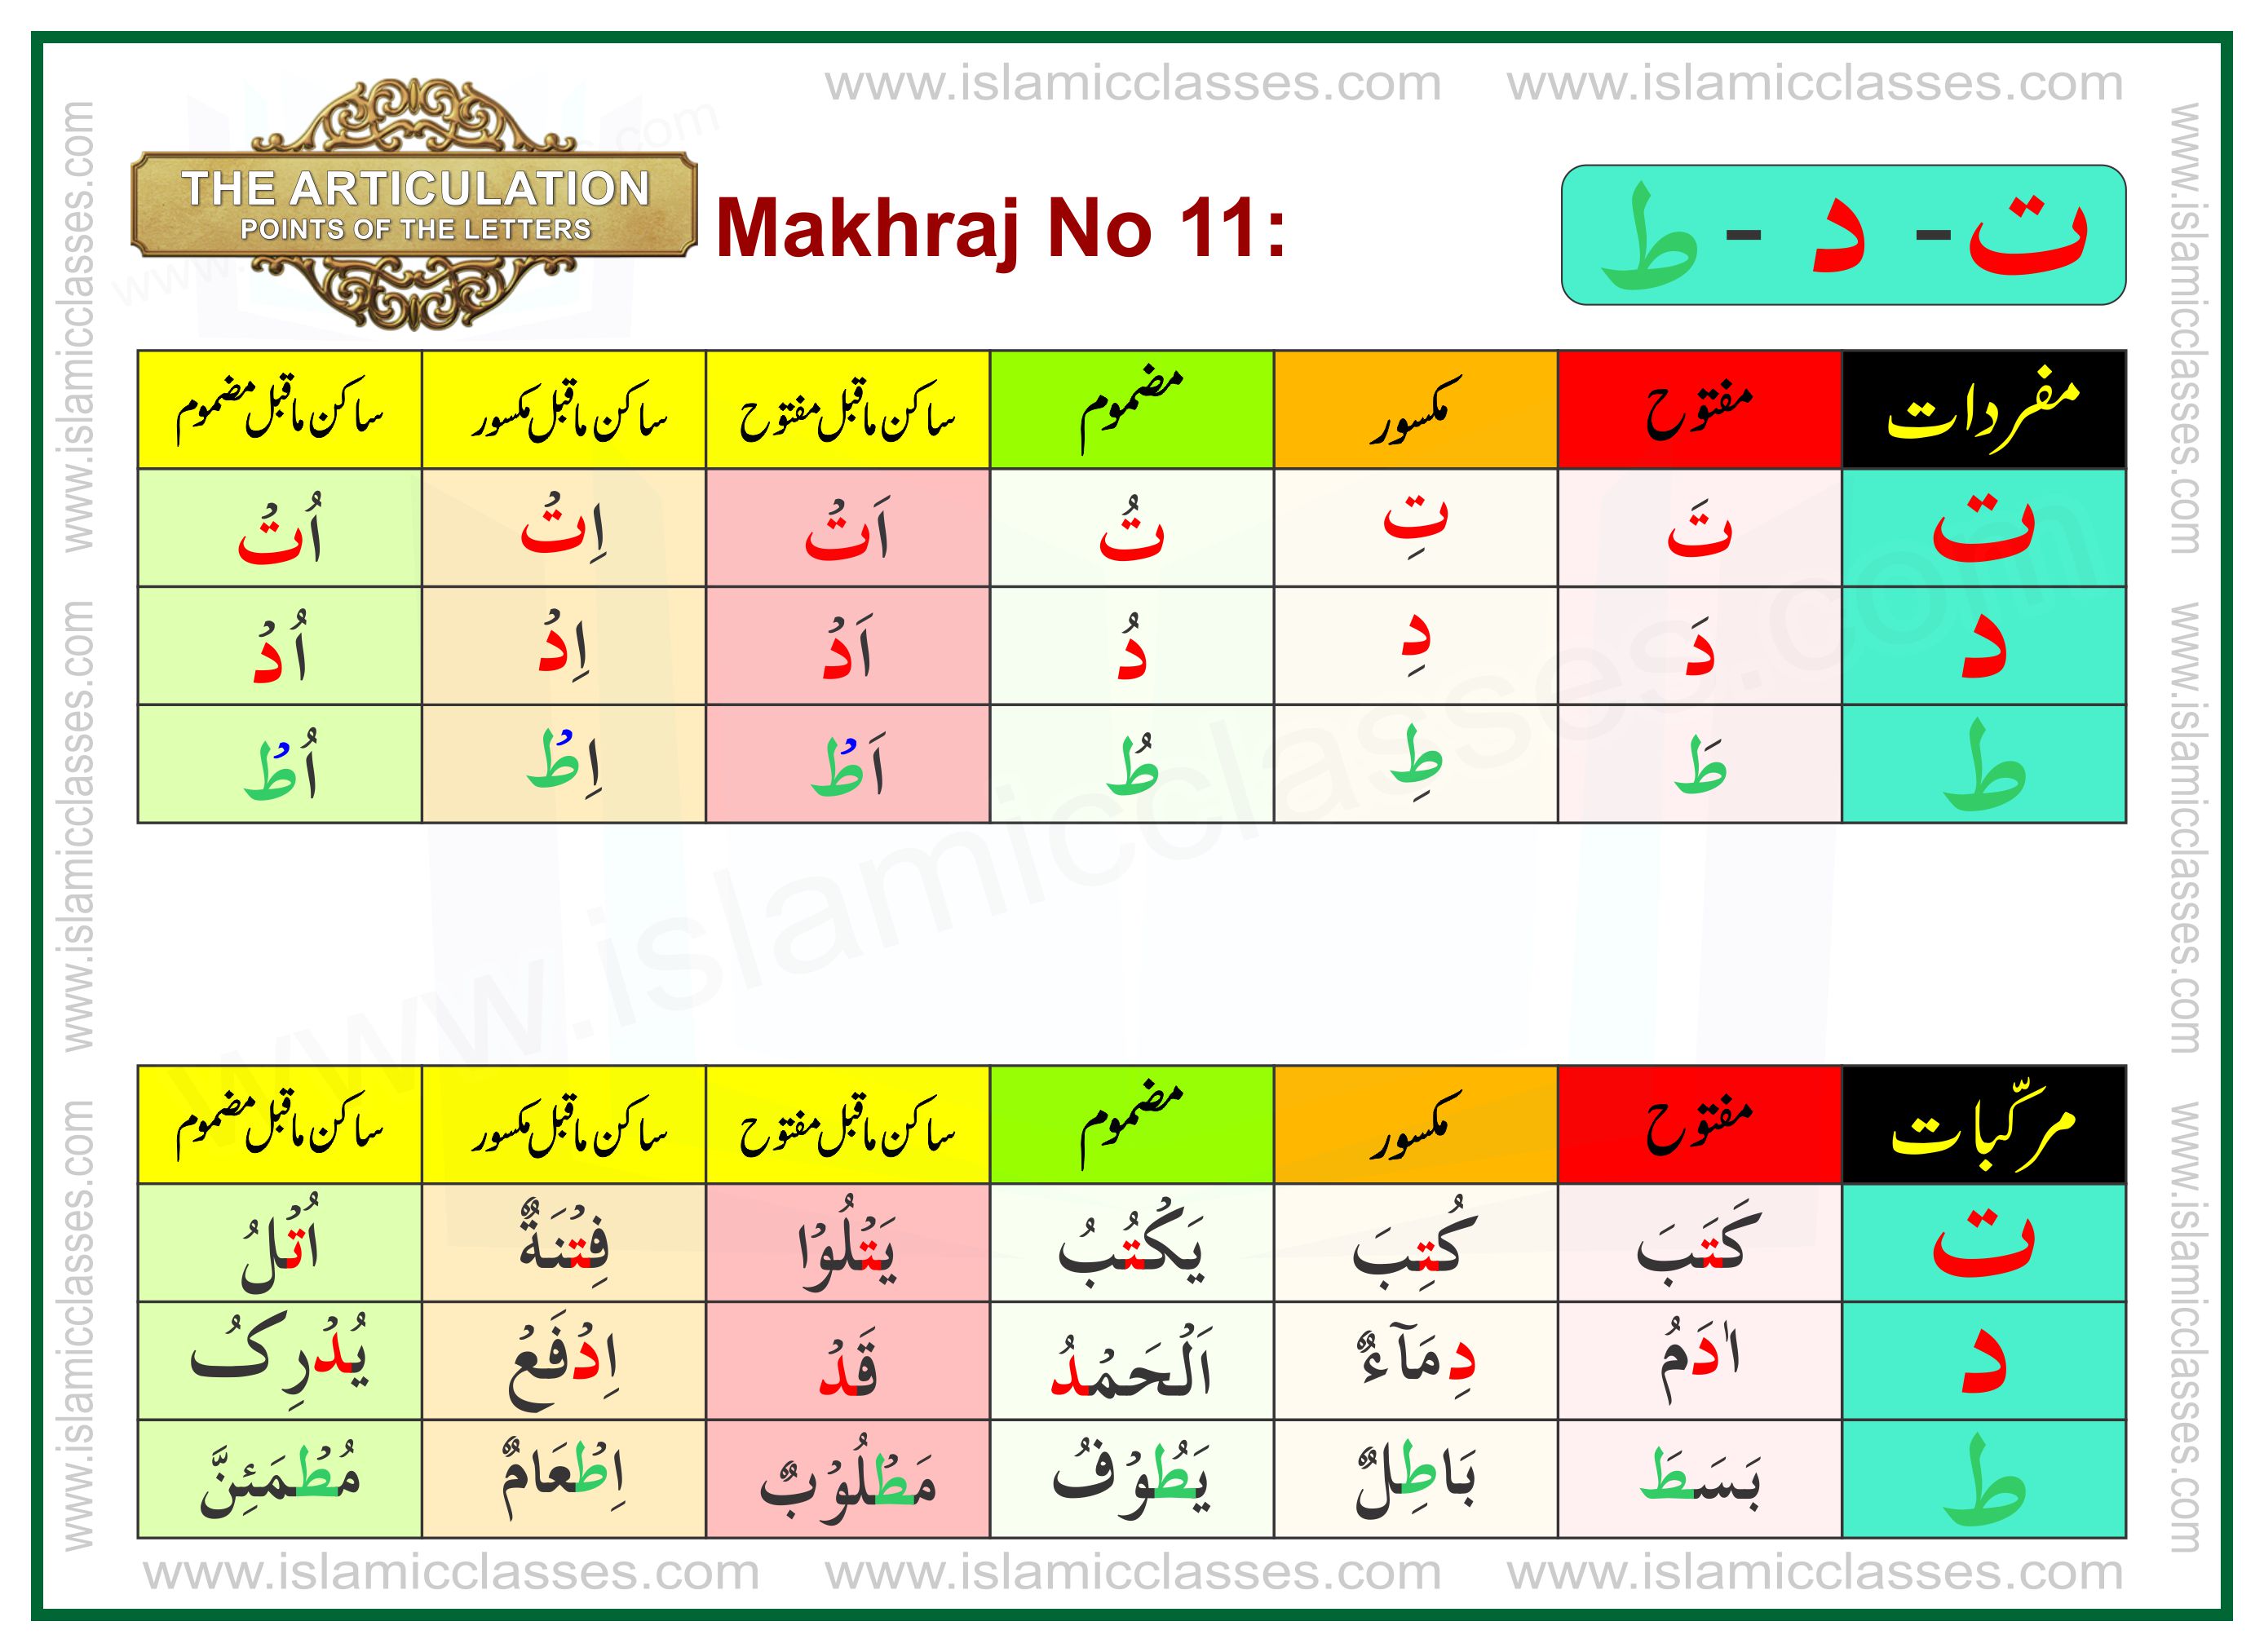 www.islamicclasses.com www.islamicclasses.com
THE ARTICULATION
POINTS OF THE LETTERS
Makhraj No 11:
ت - د - ط
مفردات مفتوح مکسور مضموم ساکن ماقبل مفتوح ساکن ماقبل مکسور ساکن ماقبل مضموم
ت تَ تِ تُ اَتْ اِتْ اُتْ
د دَ دِ دُ اَدْ اِدْ اُدْ
ط طَ طِ طُ اَطْ اِطْ اُطْ
مرکّبات مفتوح مکسور مضموم ساکن ماقبل مفتوح ساکن ماقبل مکسور ساکن ماقبل مضموم
ت كَتَبَ كُتِبَ يَكْتُبُ يَتْلُوْا فِتْنَةٌ اُتْلُ
د اٰدَمُ دِمَآءٌ اَلْحَمْدُ قَدْ اِدْفَعْ يُدْرِكُ
ط بَسَطَ بَاطِلٌ يَطُوْفُ مَطْلُوْبٌ اِطْعَامٌ مُطْمَئِنَّ
www.islamicclasses.com www.islamicclasses.com www.islamicclasses.com
www.islamicclasses.com www.islamicclasses.com www.islamicclasses.com
www.islamicclasses.com www.islamicclasses.com www.islamicclasses.com
www.islamicclasses.com